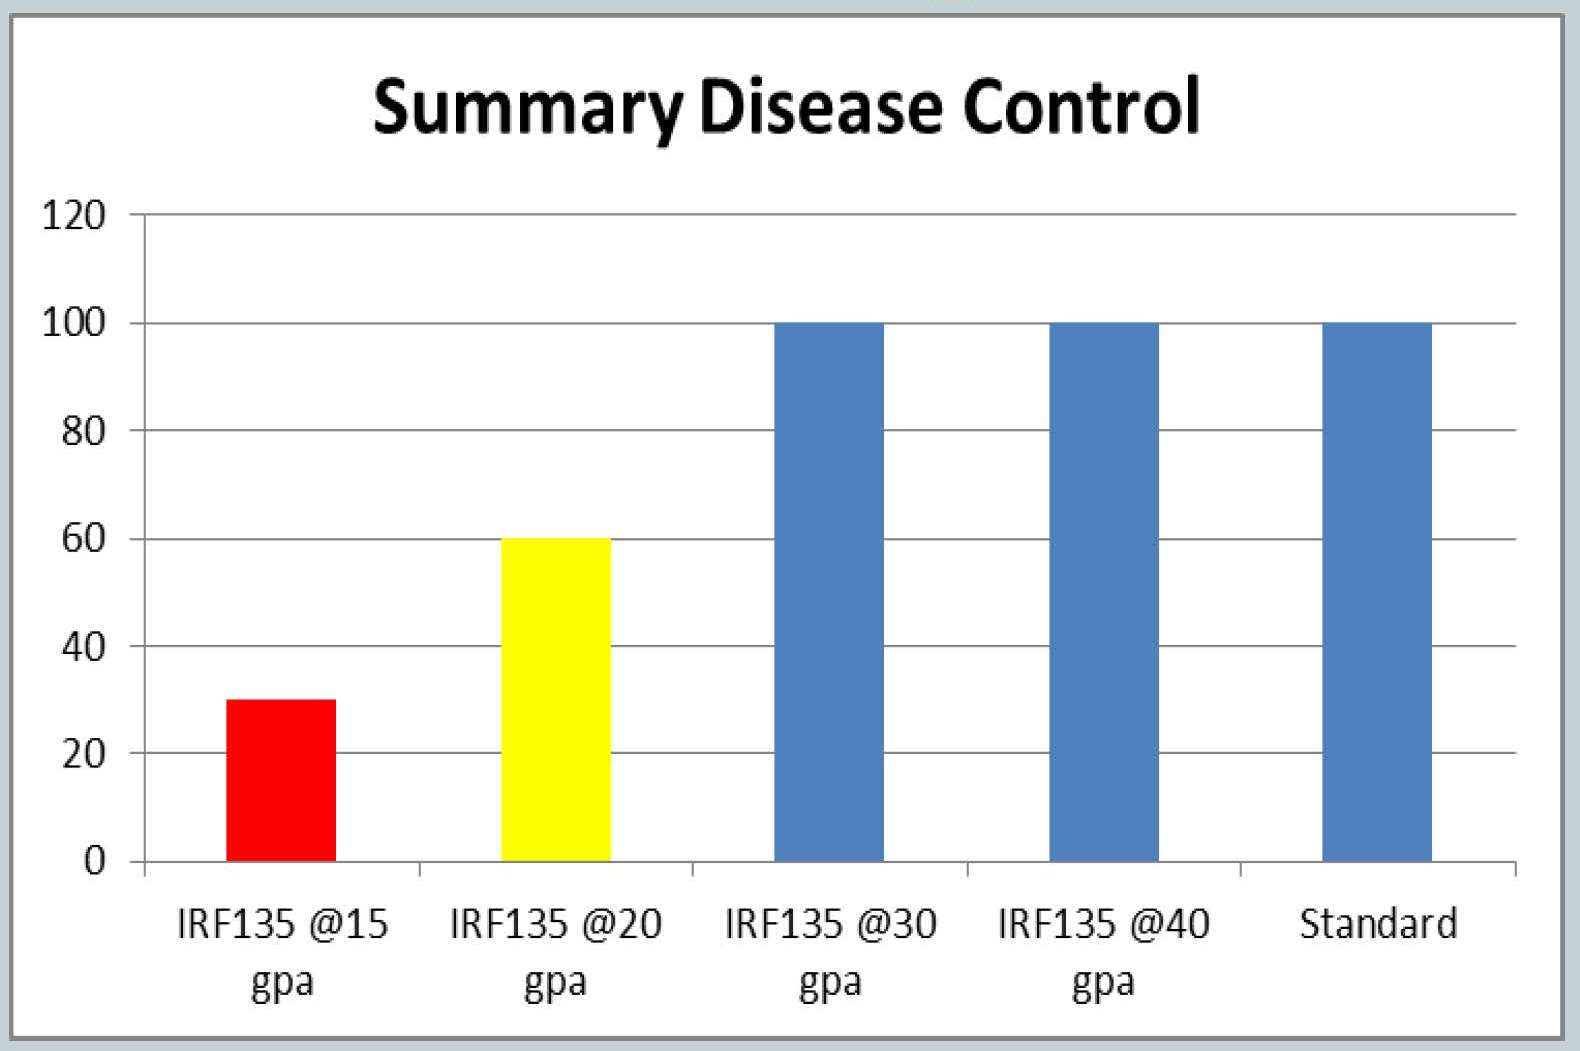 Summary Disease Control
120
100
80
60
40
20
0
IRF135 @15 gpa
IRF135 @20 gpa
IRF135 @30 gpa
IRF135 @40 gpa
Standard